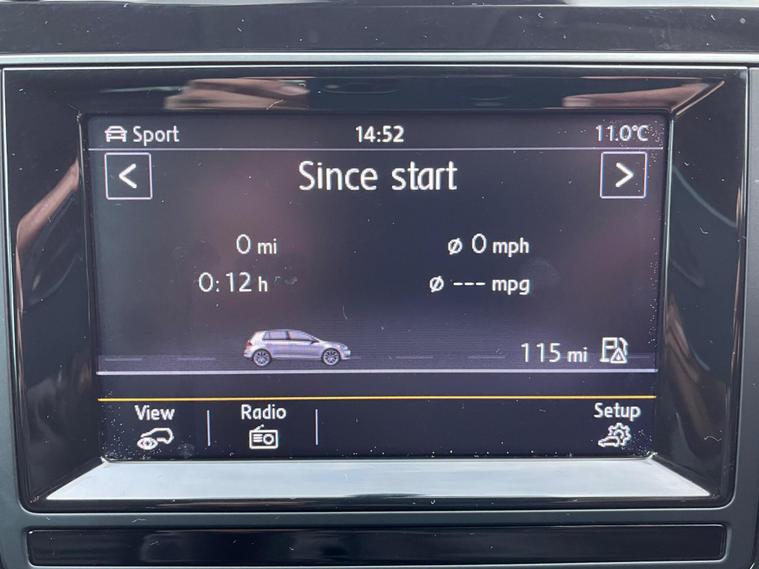 Sport 14:52 11.0°C
< Since start >
0 mi ø 0 mph
0:12 h ø --- mpg
115 mi
View Radio Setup